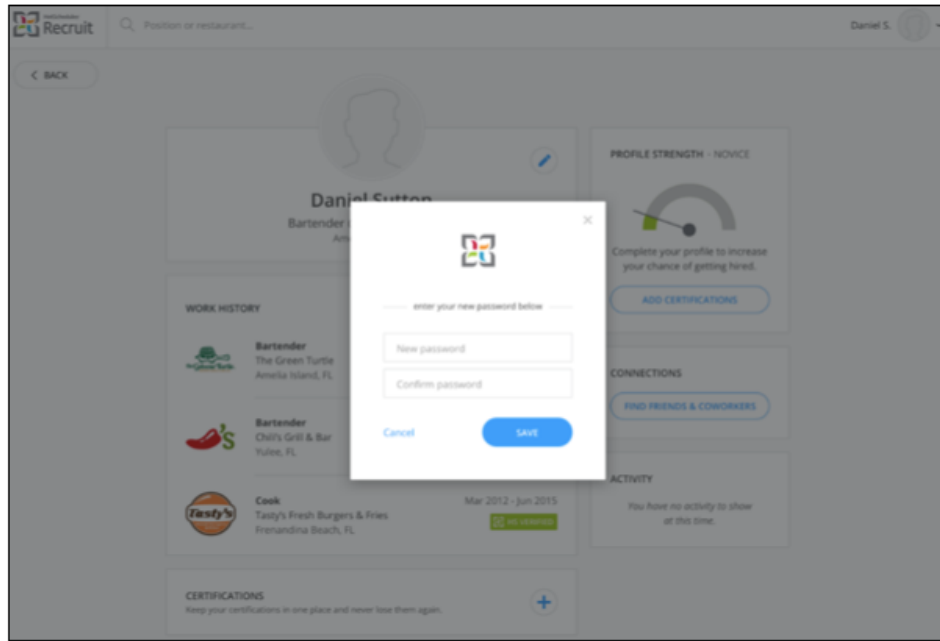 Recruit
Position or restaurant...
Daniel S.
BACK
Daniel Sutton
Bartender
PROFILE STRENGTH - NOVICE
Complete your profile to increase
your chance of getting hired.
ADD CERTIFICATIONS
WORK HISTORY
Bartender
The Green Turtle
Amelia Island, FL
Bartender
Chili's Grill & Bar
Yulee, FL
Tasty's
Cook
Tasty's Fresh Burgers & Fries
Frenandina Beach, FL
Mar 2012 - Jun 2015
HS VERIFIED
CONNECTIONS
FIND FRIENDS & COWORKERS
ACTIVITY
You have no activity to show
at this time.
CERTIFICATIONS
Keep your certifications in one place and never lose them again.
enter your new password below
New password
Confirm password
Cancel
SAVE